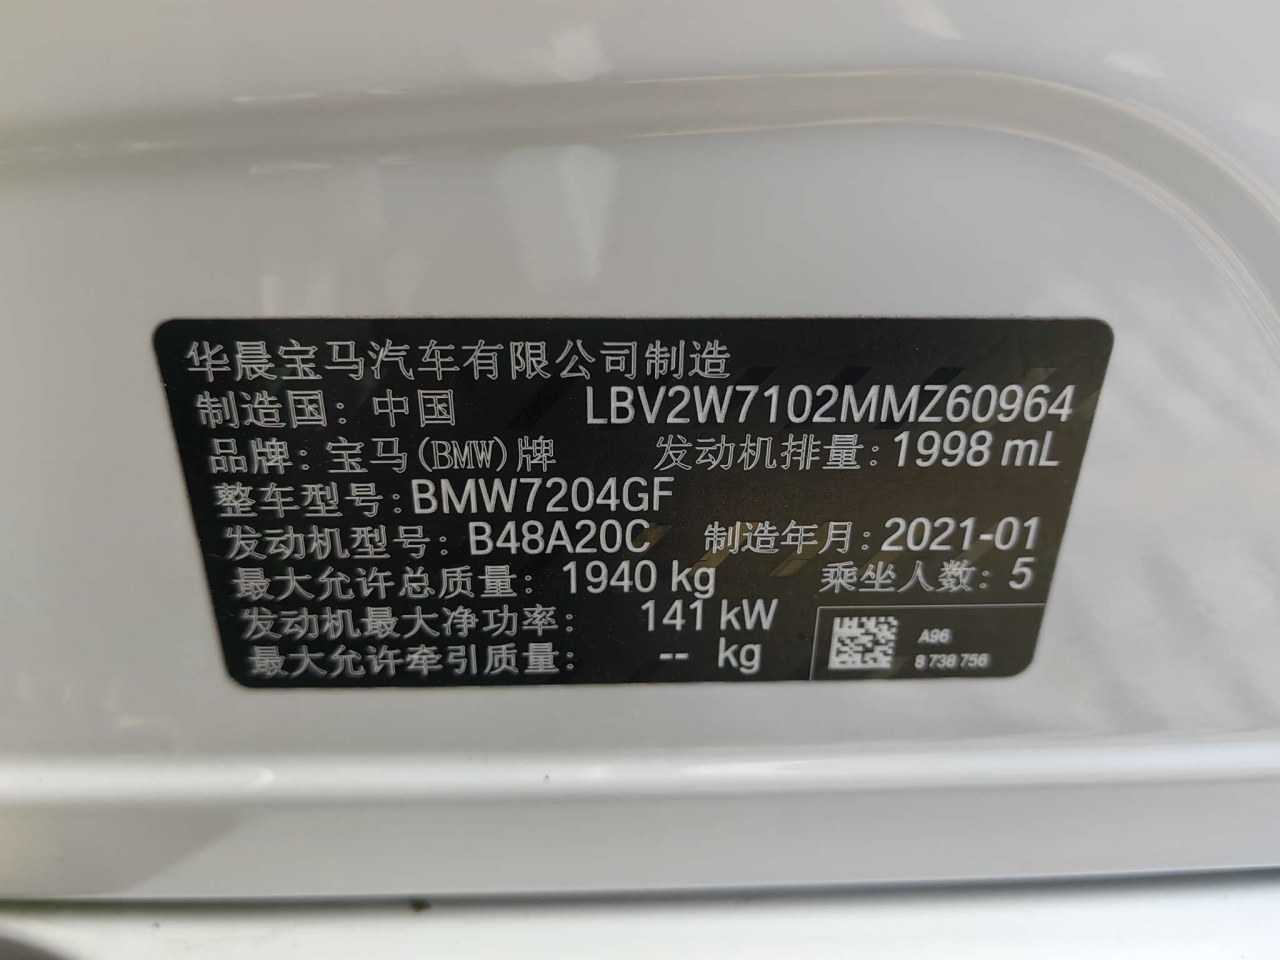 华晨宝马汽车有限公司制造
制造国: 中国 LBV2W7102MMZ60964
品牌: 宝马(BMW)牌 发动机排量: 1998 mL
整车型号: BMW7204GF
发动机型号: B48A20C 制造年月: 2021-01
最大允许总质量: 1940 kg 乘坐人数: 5
发动机最大净功率: 141 kW
最大允许牵引质量: -- kg
A96
8 738 756